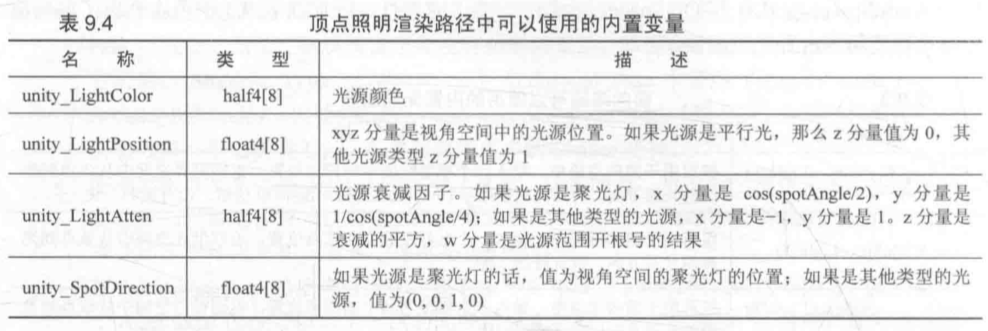 表 9.4 顶点照明渲染路径中可以使用的内置变量
名 称 类 型 描 述
unity_LightColor half4[8] 光源颜色
unity_LightPosition float4[8] xyz 分量是视角空间中的光源位置。如果光源是平行光，那么 z 分量值为 0，其
他光源类型 z 分量值为 1
unity_LightAtten half4[8] 光源衰减因子。如果光源是聚光灯，x 分量是 cos(spotAngle/2)，y 分量是
1/cos(spotAngle/4)；如果是其他类型的光源，x 分量是−1，y 分量是 1。z 分量是
衰减的平方，w 分量是光源范围开根号的结果
unity_SpotDirection float4[8] 如果光源是聚光灯的话，值为视角空间的聚光灯的位置；如果是其他类型的光
源，值为(0, 0, 1, 0)